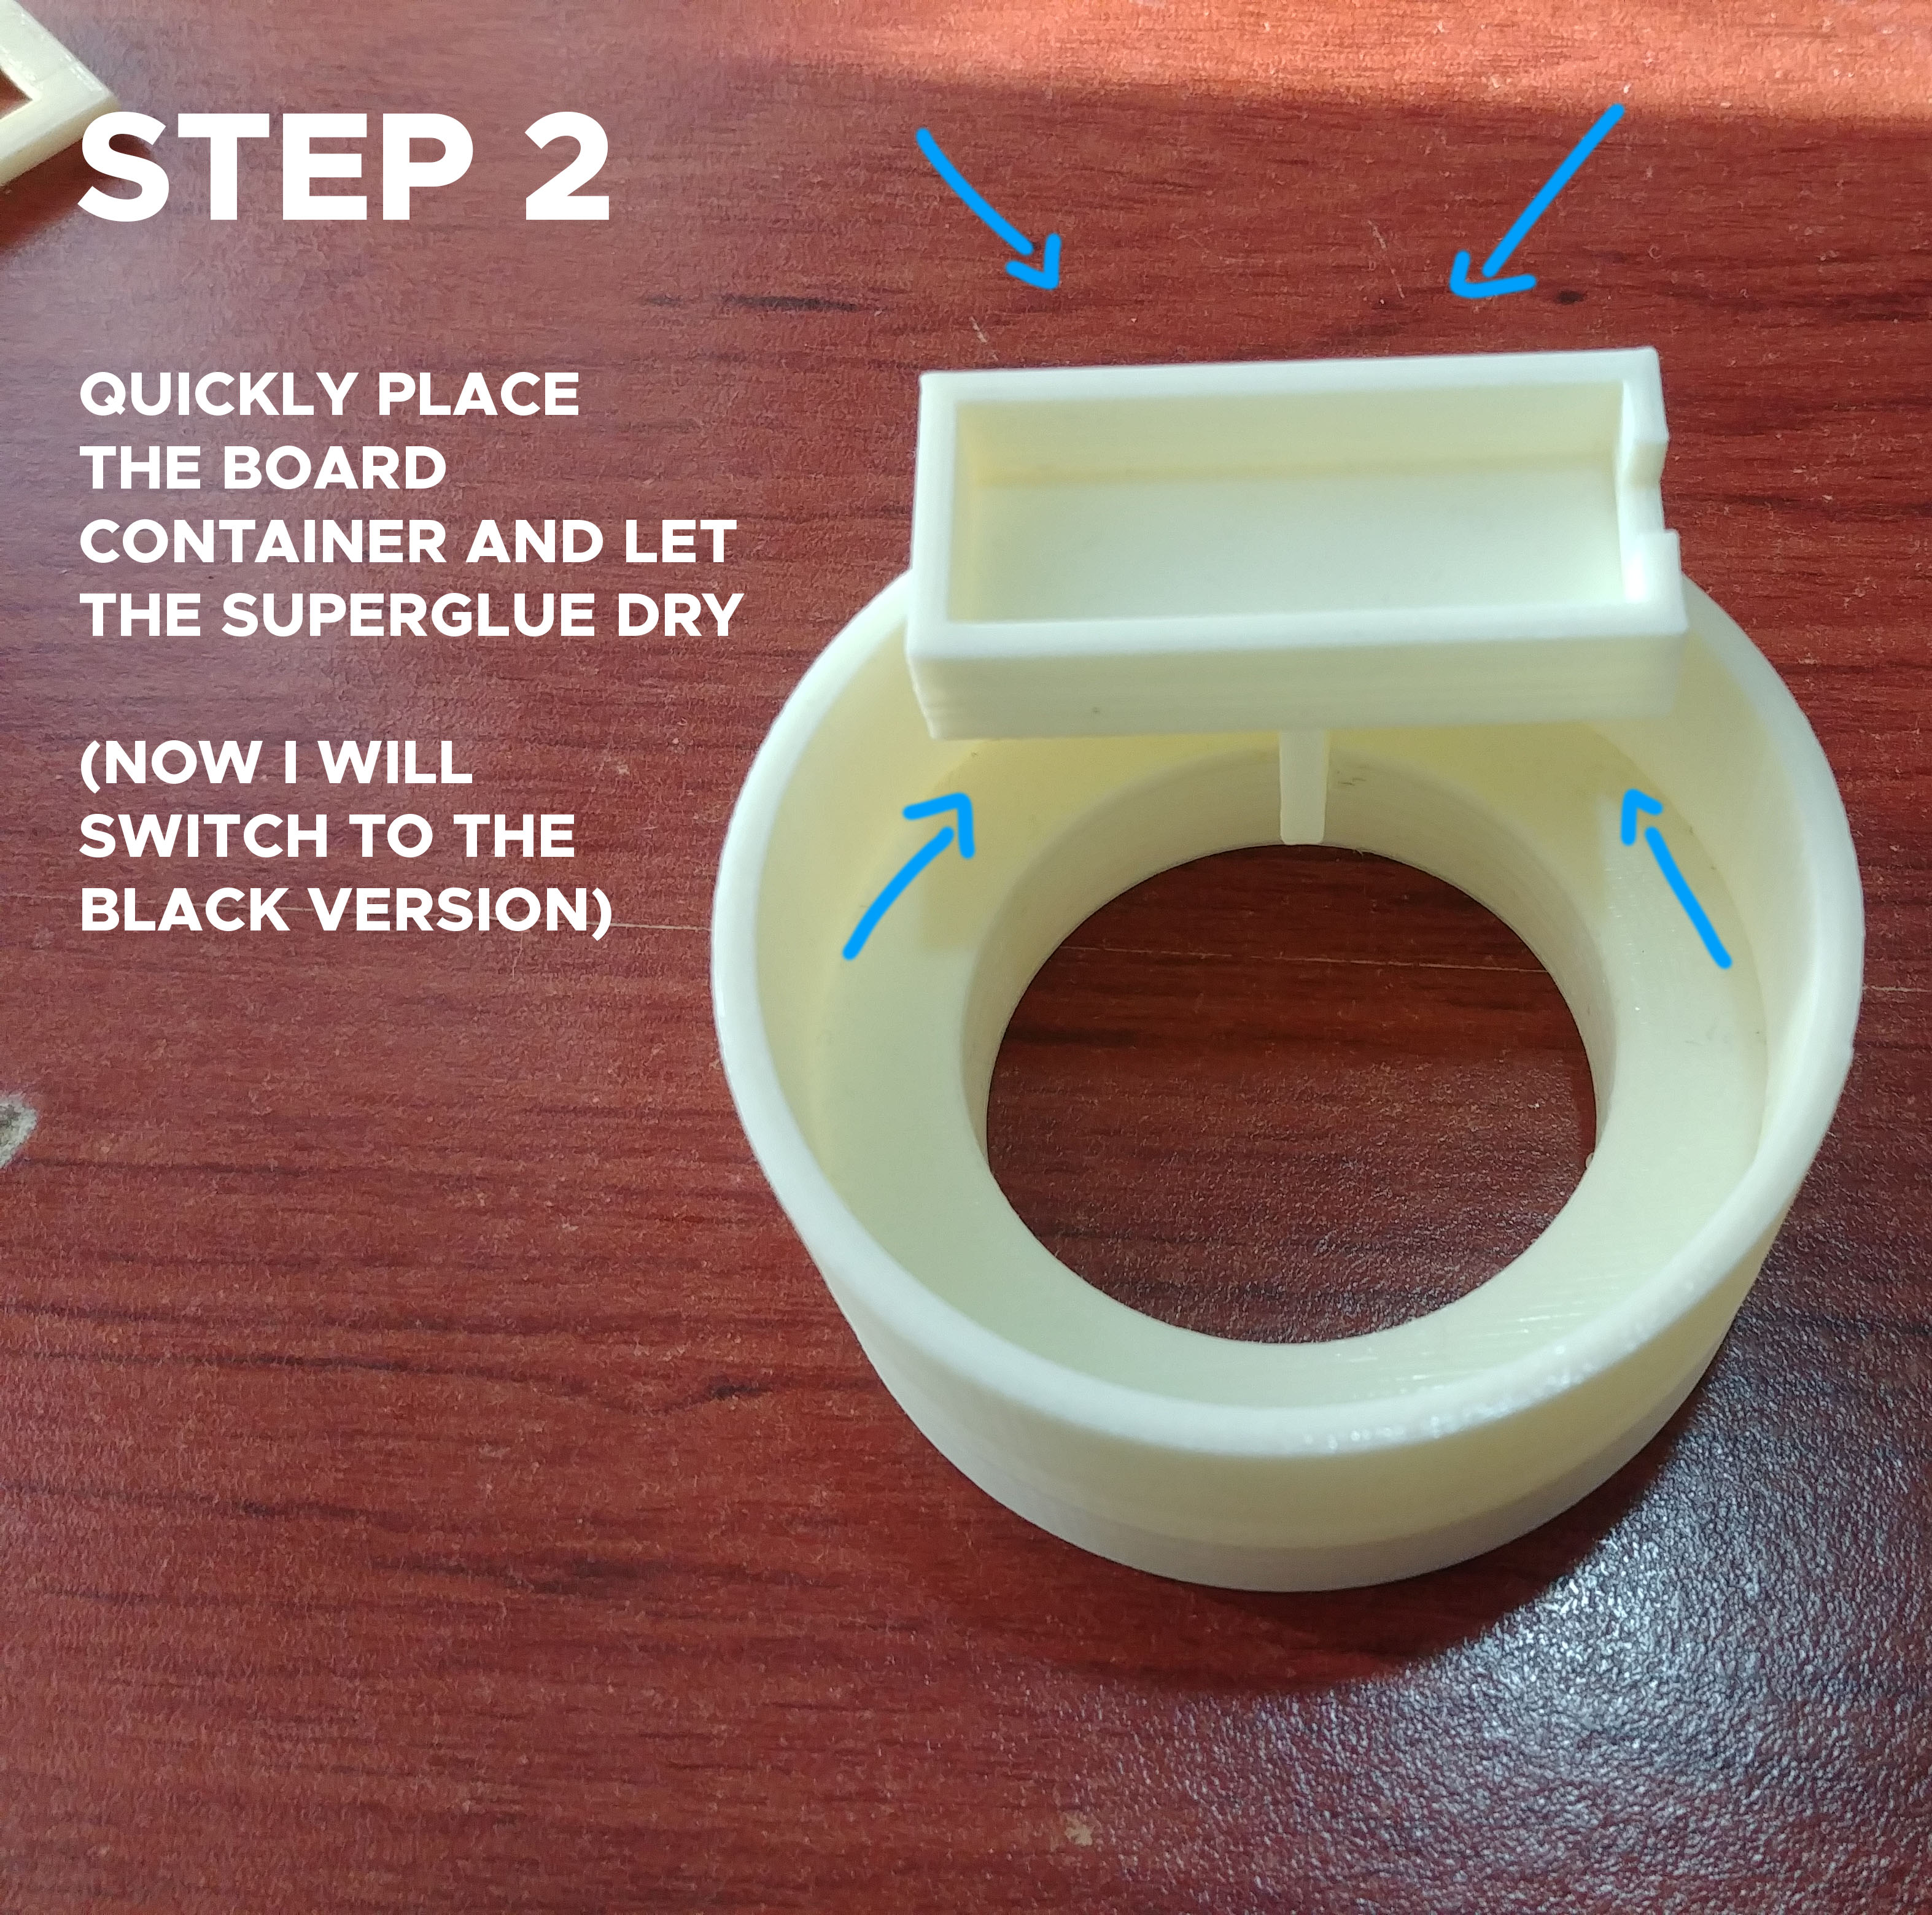 STEP 2
QUICKLY PLACE
THE BOARD
CONTAINER AND LET
THE SUPERGLUE DRY
(NOW I WILL
SWITCH TO THE
BLACK VERSION)